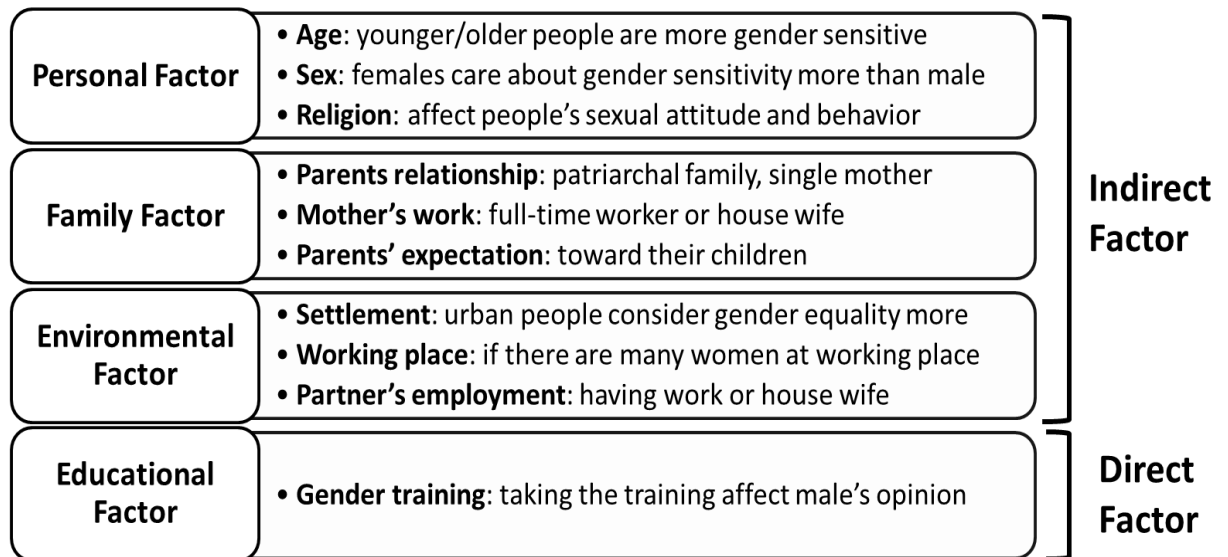 Personal Factor
• Age: younger/older people are more gender sensitive
• Sex: females care about gender sensitivity more than male
• Religion: affect people's sexual attitude and behavior
Family Factor
• Parents relationship: patriarchal family, single mother
• Mother's work: full-time worker or house wife
• Parents' expectation: toward their children
Environmental
Factor
• Settlement: urban people consider gender equality more
• Working place: if there are many women at working place
• Partner's employment: having work or house wife
Indirect
Factor
Educational
Factor
• Gender training: taking the training affect male's opinion
Direct
Factor